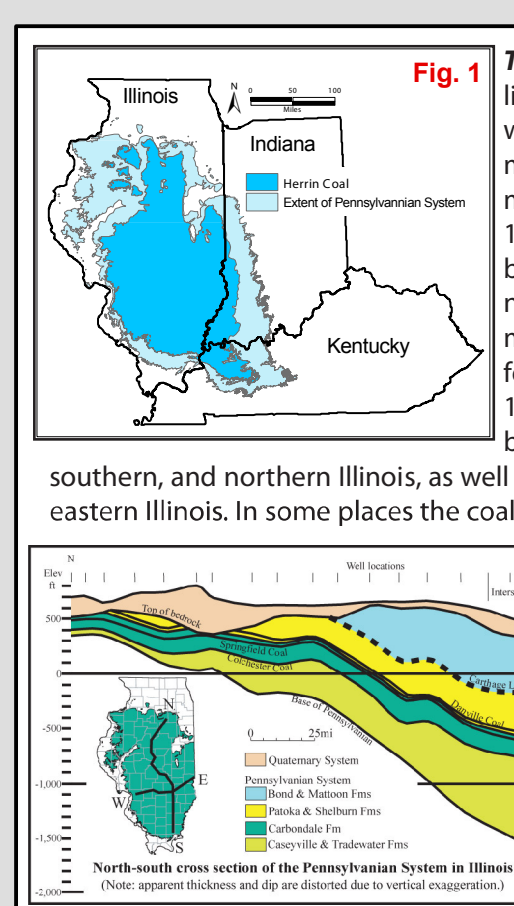 Fig. 1
N
0 50 100
Miles
Illinois
Indiana
Herrin Coal
Extent of Pennsylvannian System
Kentucky
southern, and northern Illinois, as well
eastern Illinois. In some places the coal
N
Elev
ft
Well locations
500
0
-500
-1,000
-1,500
-2,000
Top of bedrock
Springfield Coal
Colchester Coal
Base of Pennsylvanian
Danville Coal
N
E
W
S
0 25mi
Quaternary System
Pennsylvanian System
Bond & Mattoon Fms
Patoka & Shelburn Fms
Carbondale Fm
Caseyville & Tradewater Fms
North-south cross section of the Pennsylvanian System in Illinois
(Note: apparent thickness and dip are distorted due to vertical exaggeration.)